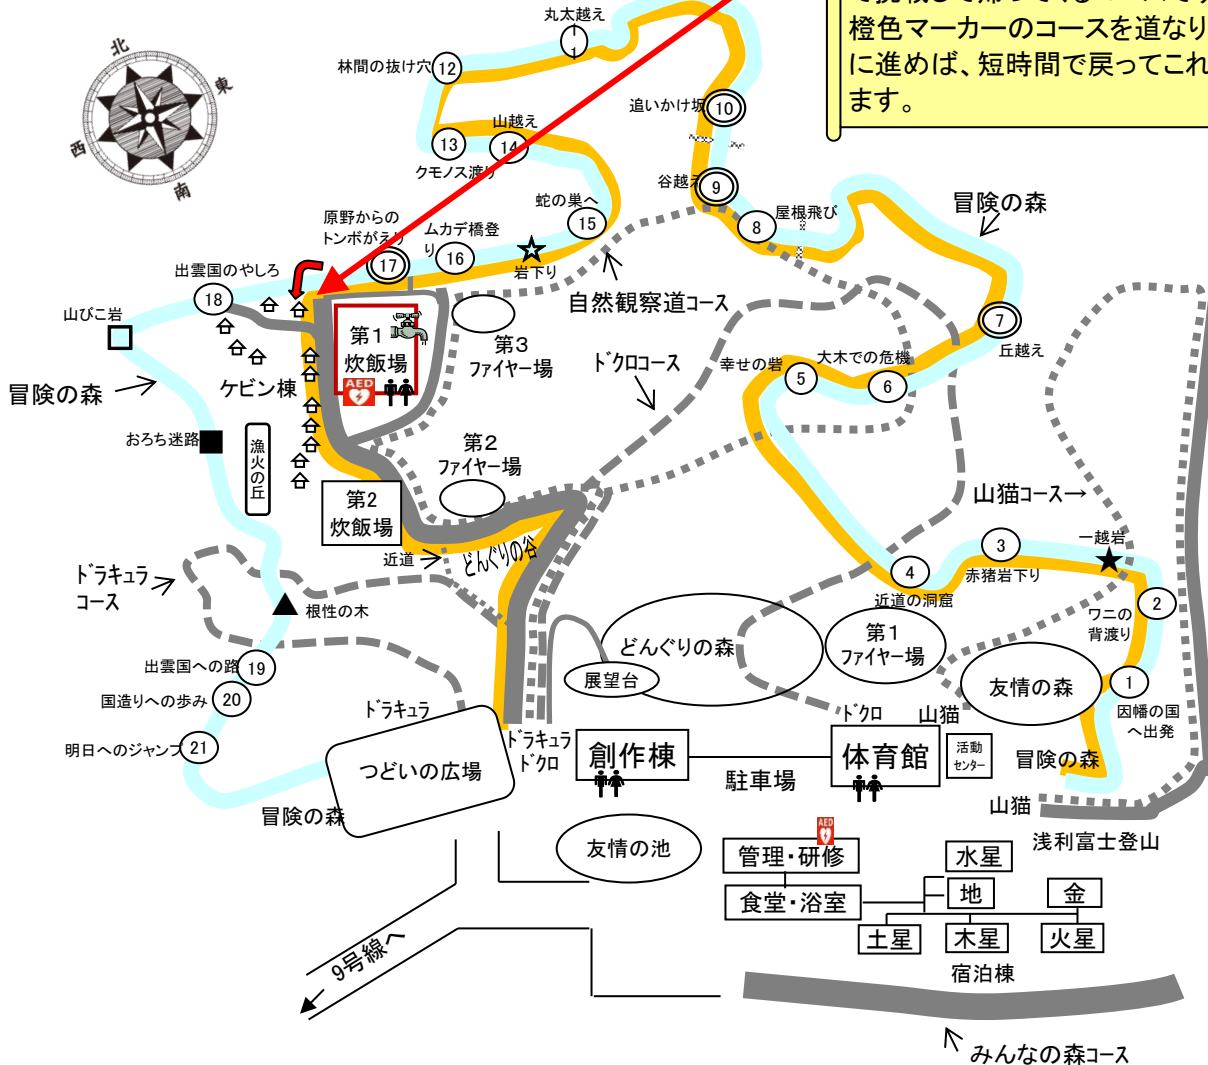 橙色マーカーのコースを道なり
に進めば、短時間で戻ってこれ
ます。
北
東
西
南
丸太越え
1
林間の抜け穴
12
追いかけ坂
10
13
クモノス渡り
山越え
14
谷越え
9
屋根飛び
8
冒険の森
蛇の巣へ
15
原野からの
トンボがえり
17
ムカデ橋登
り
16
岩下り
自然観察道コース
出雲国のやしろ
18
山びこ岩
冒険の森
ケビン棟
第1
炊飯場
AED
第3
ファイヤー場
ドクロコース
7
丘越え
幸せの砦
5
大木での危機
6
おろち迷路
漁火の丘
第2
ファイヤー場
第2
炊飯場
近道
どんぐりの谷
山猫コース→
3
赤猪岩下り
一越岩
4
近道の洞窟
2
ワニの
背渡り
ドラキュラ
コース
根性の木
出雲国への路
19
国造りへの歩み
20
明日へのジャンプ
21
どんぐりの森
展望台
第1
ファイヤー場
友情の森
1
因幡の国
へ出発
冒険の森
ドラキュラ
つどいの広場
冒険の森
ドラキュラ
ドクロ
創作棟
駐車場
ドクロ
体育館
山猫
活動
センター
山猫
浅利富士登山
友情の池
AED
管理・研修
食堂・浴室
水星
地
金
土星
木星
火星
宿泊棟
9号線へ
みんなの森コース